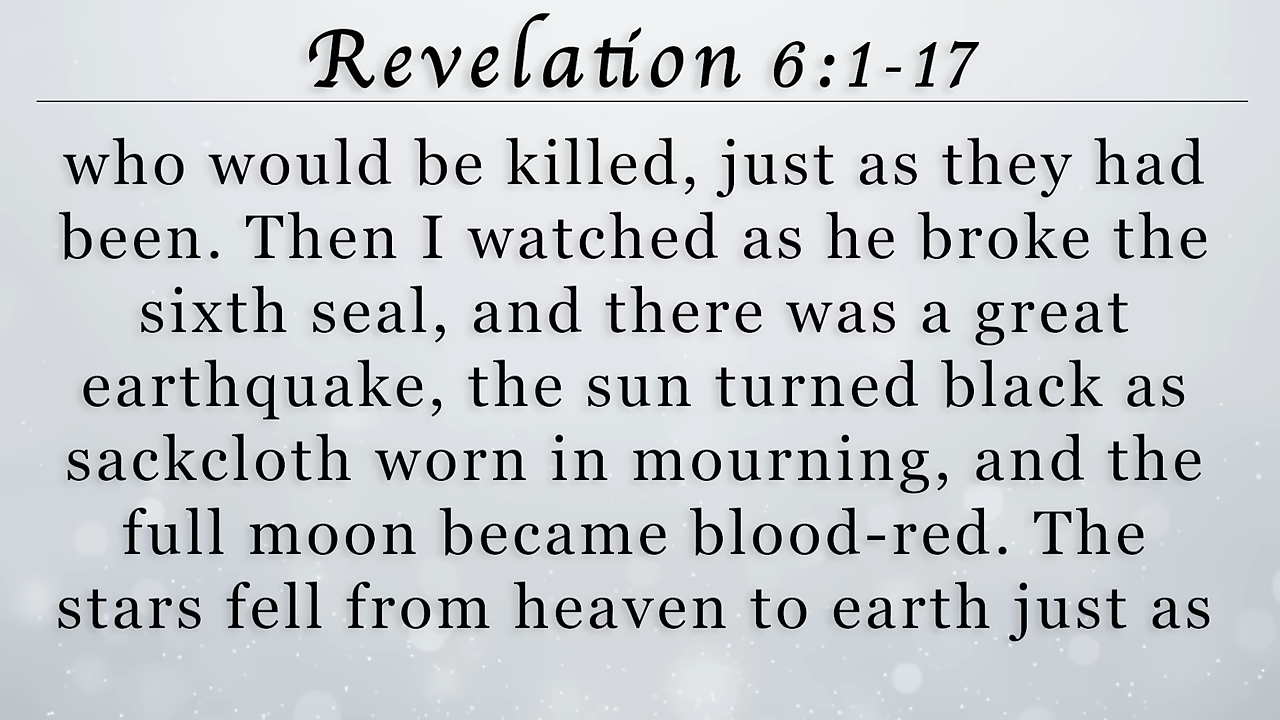 Revelation 6:1-17
who would be killed, just as they had
been. Then I watched as he broke the
sixth seal, and there was a great
earthquake, the sun turned black as
sackcloth worn in mourning, and the
full moon became blood-red. The
stars fell from heaven to earth just as